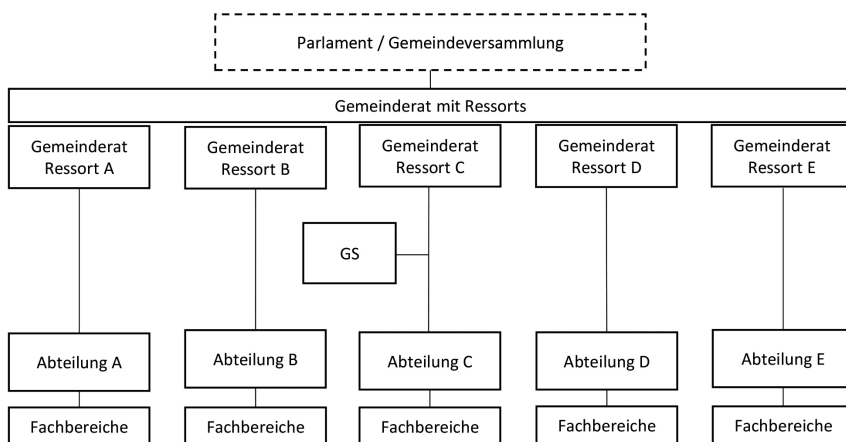 Parlament / Gemeindeversammlung
Gemeinderat mit Ressorts
Gemeinderat
Ressort A
Gemeinderat
Ressort B
Gemeinderat
Ressort C
Gemeinderat
Ressort D
Gemeinderat
Ressort E
GS
Abteilung A
Abteilung B
Abteilung C
Abteilung D
Abteilung E
Fachbereiche
Fachbereiche
Fachbereiche
Fachbereiche
Fachbereiche